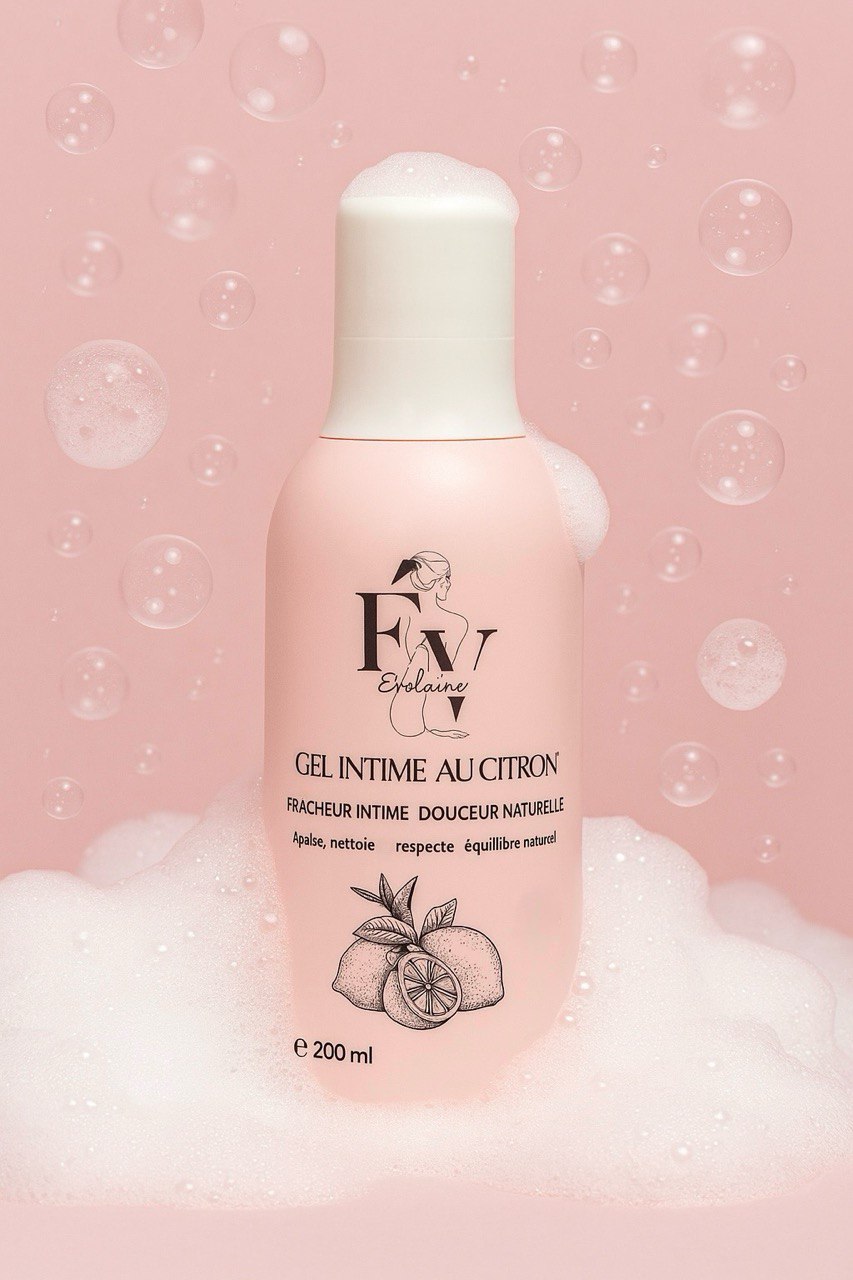 Év
Evolaine
GEL INTIME AU CITRON
FRACHEUR INTIME DOUCEUR NATURELLE
Apalse, nettoie respecte équillibre naturcel
℮ 200 ml